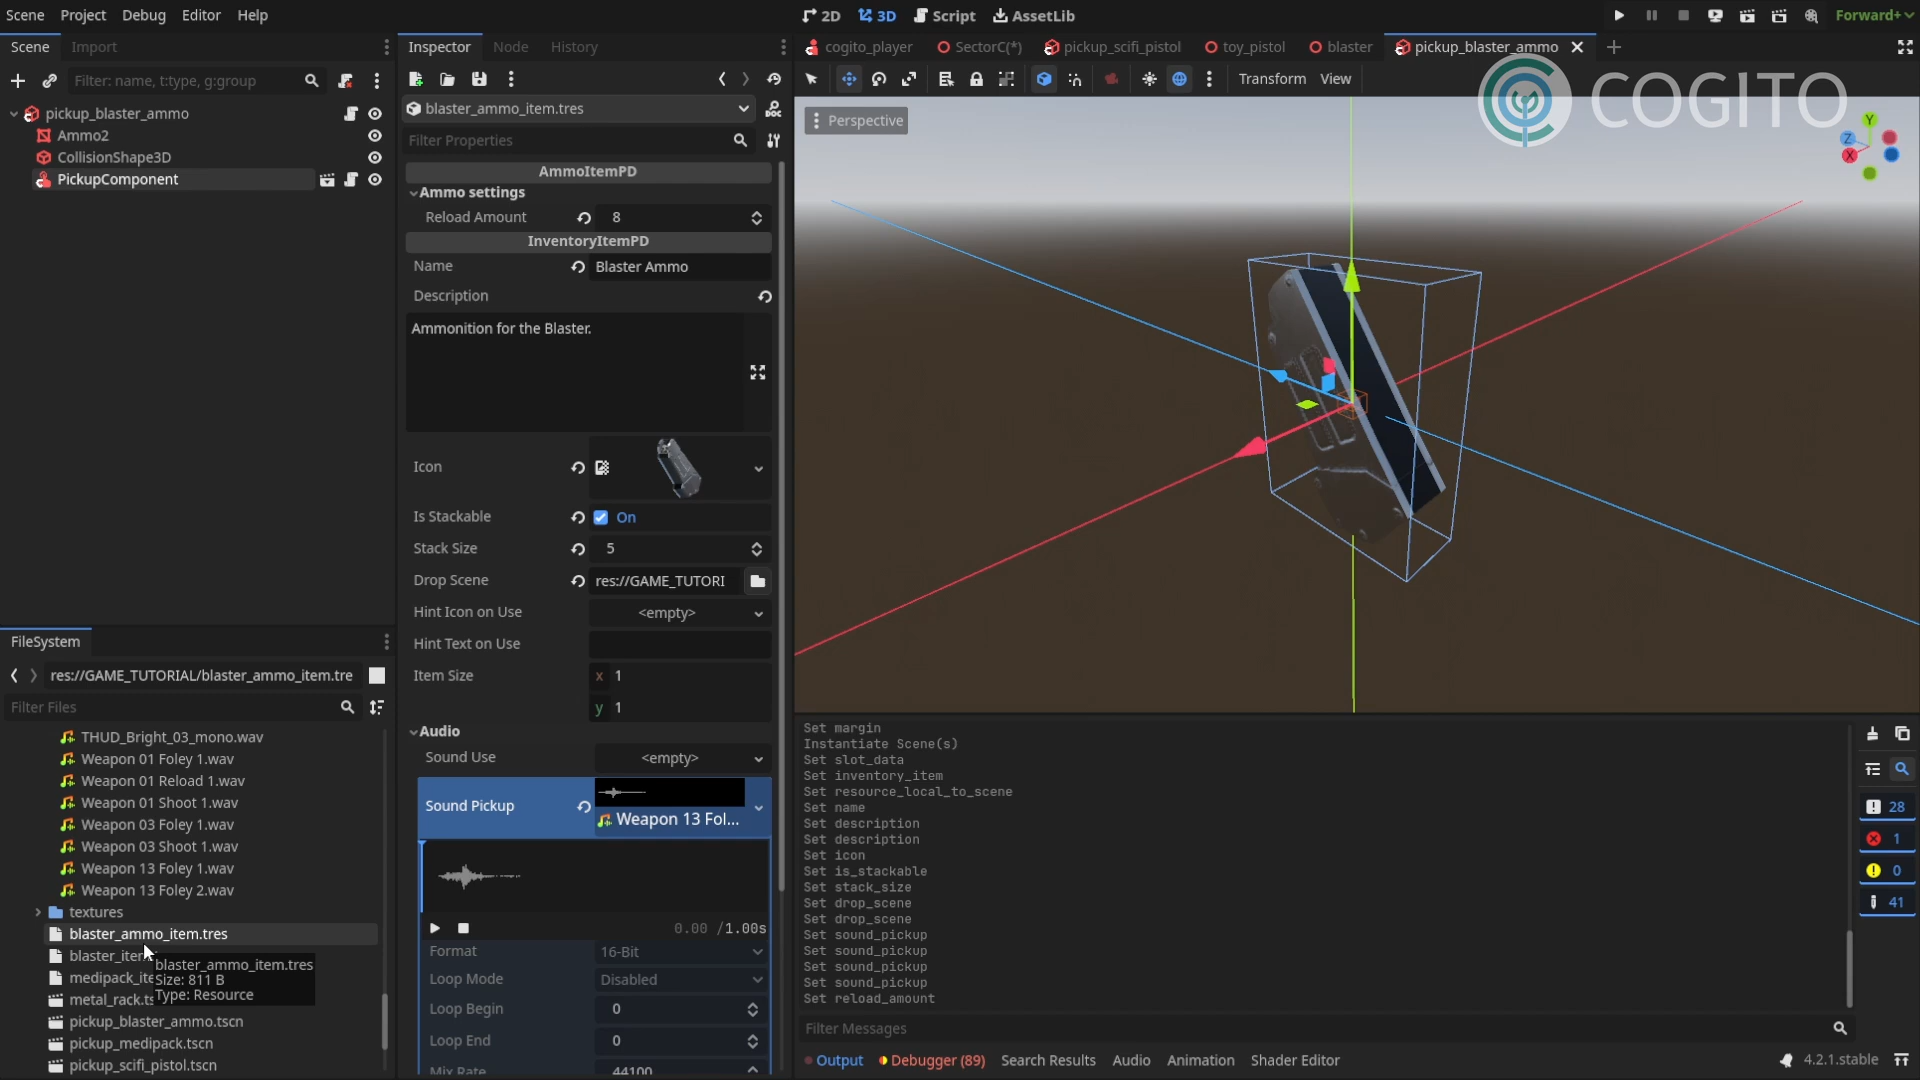 Scene Project Debug Editor Help
2D 3D Script AssetLib
Forward+
Scene Import
Inspector Node History
cogito_player SectorC(*) pickup_scifi_pistol toy_pistol blaster pickup_blaster_ammo
Filter: name, t:type, g:group
Transform View
pickup_blaster_ammo
Ammo2
CollisionShape3D
PickupComponent
blaster_ammo_item.tres
Filter Properties
AmmoItemPD
Ammo settings
Reload Amount 8
InventoryItemPD
Name Blaster Ammo
Description
Ammonition for the Blaster.
Icon
Is Stackable On
Stack Size 5
Drop Scene res://GAME_TUTORI
Hint Icon on Use <empty>
Hint Text on Use
Item Size x 1
y 1
Audio
Sound Use <empty>
Sound Pickup
Weapon 13 Fol...
0.00 / 1.00s
Format 16-Bit
Loop Mode Disabled
Loop Begin 0
Loop End 0
Mix Rate 44100
Perspective
COGITO
Y
Z
X
FileSystem
res://GAME_TUTORIAL/blaster_ammo_item.tre
Filter Files
THUD_Bright_03_mono.wav
Weapon 01 Foley 1.wav
Weapon 01 Reload 1.wav
Weapon 01 Shoot 1.wav
Weapon 03 Foley 1.wav
Weapon 03 Shoot 1.wav
Weapon 13 Foley 1.wav
Weapon 13 Foley 2.wav
textures
blaster_ammo_item.tres
blaster_iter
medipack_ite
metal_rack.ts
pickup_blaster_ammo.tscn
pickup_medipack.tscn
pickup_scifi_pistol.tscn
blaster_ammo_item.tres
Size: 811 B
Type: Resource
Set margin
Instantiate Scene(s)
Set slot_data
Set inventory_item
Set resource_local_to_scene
Set name
Set description
Set description
Set icon
Set is_stackable
Set stack_size
Set drop_scene
Set drop_scene
Set sound_pickup
Set sound_pickup
Set sound_pickup
Set sound_pickup
Set reload_amount
28
1
0
41
Filter Messages
Output Debugger (89) Search Results Audio Animation Shader Editor
4.2.1.stable